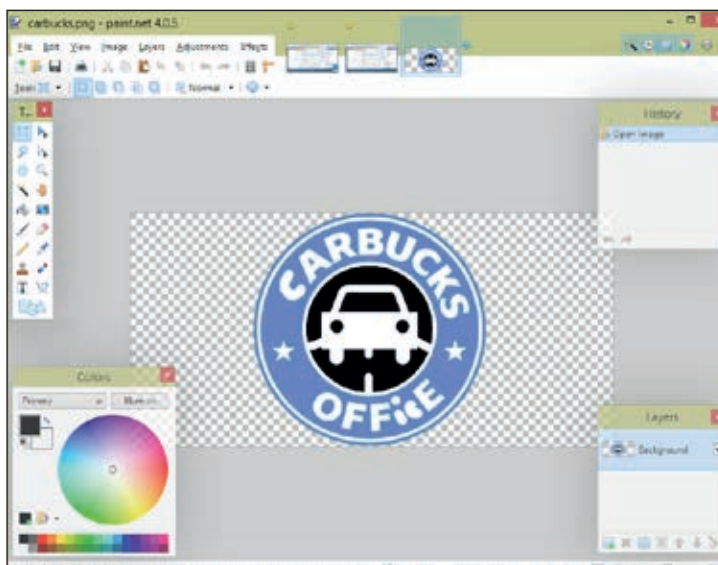 carbucks.png - paint.net 4.0.5
File Edit View Image Layers Adjustments Effects
Normal
T...
History
Open Image
CARBUCKS
OFFiCE
Colors
Primary
More >>
Layers
Background